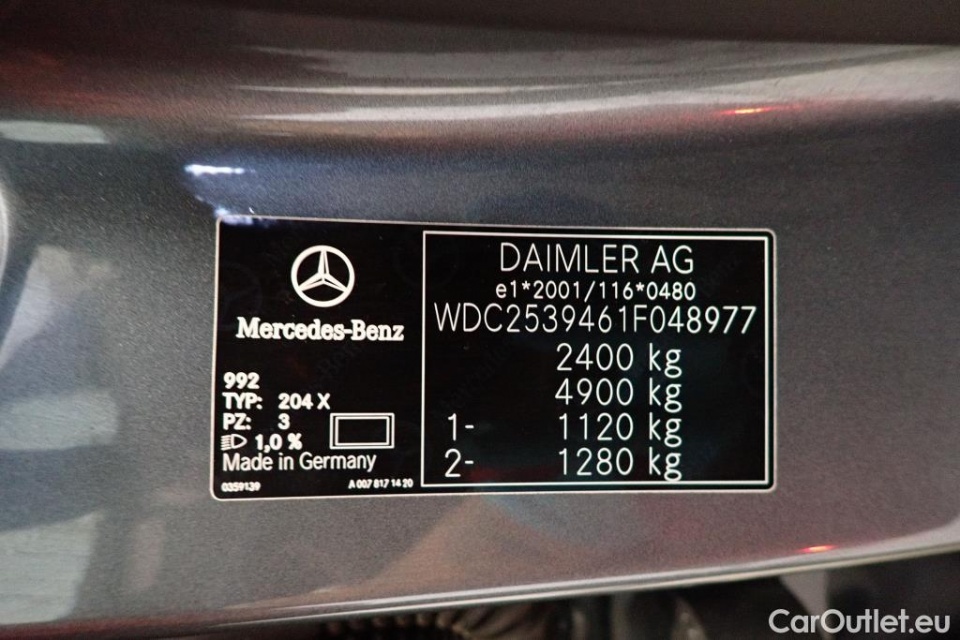 Mercedes-Benz
992
TYP: 204 X
PZ: 3
1,0 %
Made in Germany
0359139
A 007 817 14 20
DAIMLER AG
e1*2001/116*0480
WDC2539461F048977
2400 kg
4900 kg
1- 1120 kg
2- 1280 kg
CarOutlet.eu